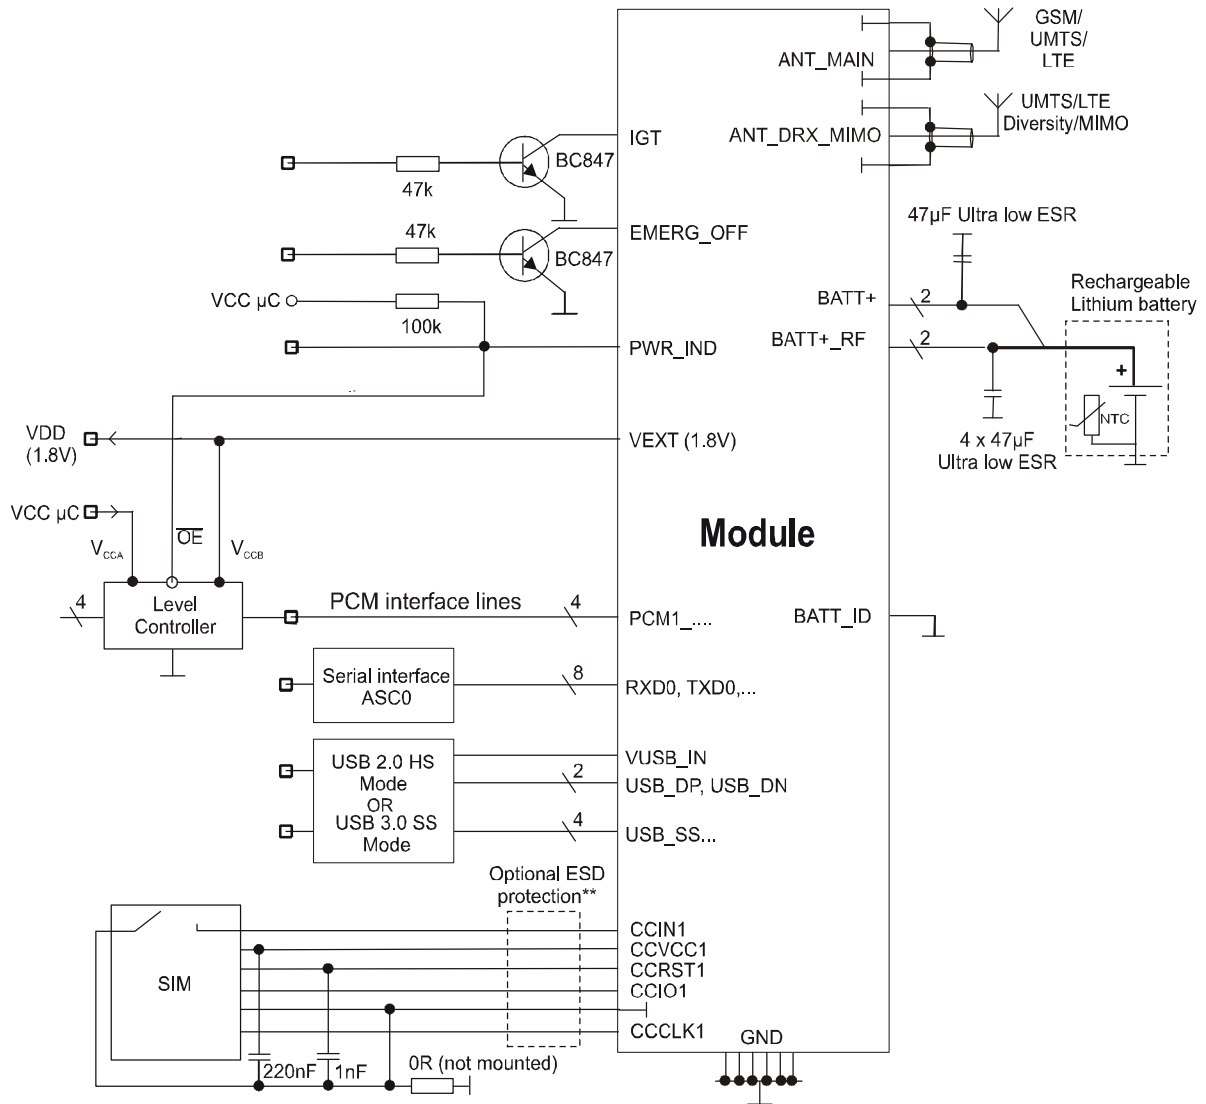 GSM/
UMTS/
LTE
ANT_MAIN
UMTS/LTE
Diversity/MIMO
ANT_DRX_MIMO
IGT
BC847
47k
47µF Ultra low ESR
47k
EMERG_OFF
BC847
Rechargeable
Lithium battery
VCC µC
100k
BATT+
2
PWR_IND
BATT+_RF
2
+
NTC
VDD
(1.8V)
VEXT (1.8V)
4 x 47µF
Ultra low ESR
VCC µC
OE
VCCA
VCCB
Module
4
Level
Controller
PCM interface lines
4
PCM1_....
BATT_ID
Serial interface
ASC0
8
RXD0, TXD0,...
USB 2.0 HS
Mode
OR
USB 3.0 SS
Mode
VUSB_IN
2
USB_DP, USB_DN
4
USB_SS...
Optional ESD
protection**
SIM
CCIN1
CCVCC1
CCRST1
CCIO1
CCCLK1
GND
220nF
1nF
0R (not mounted)